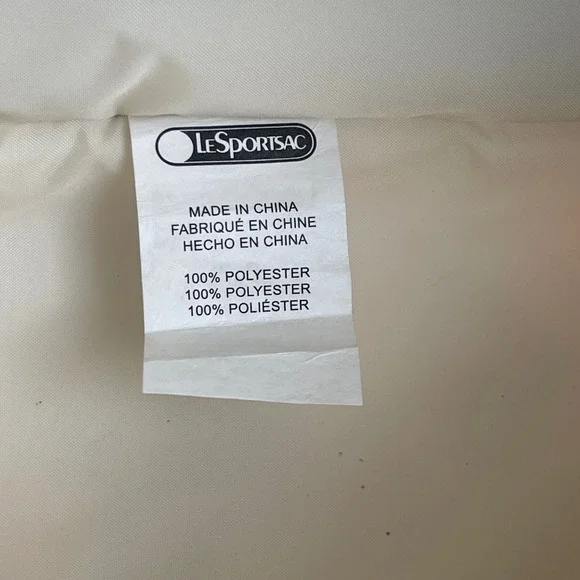 LESPORTSAC
MADE IN CHINA
FABRIQUÉ EN CHINE
HECHO EN CHINA
100% POLYESTER
100% POLYESTER
100% POLIÉSTER